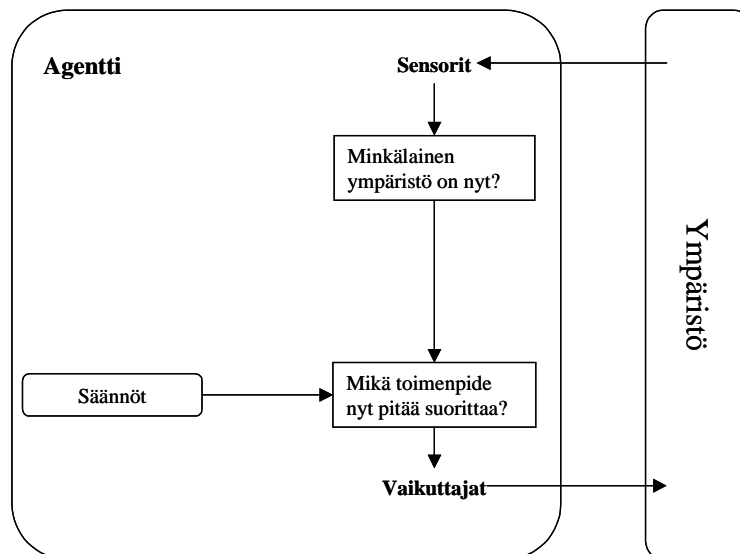 Agentti
Sensorit
Minkälainen
ympäristö on nyt?
Ympäristö
Säännöt
Mikä toimenpide
nyt pitää suorittaa?
Vaikuttajat